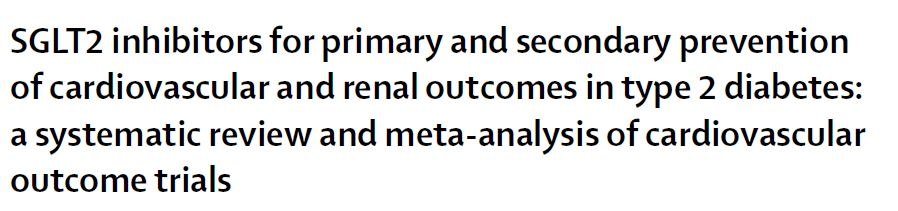 SGLT2 inhibitors for primary and secondary prevention
of cardiovascular and renal outcomes in type 2 diabetes:
a systematic review and meta-analysis of cardiovascular
outcome trials